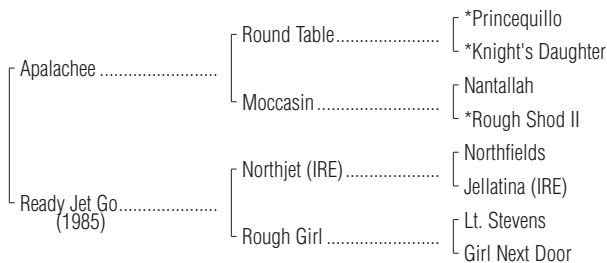 *Princequillo
Round Table
*Knight's Daughter
Apalachee
Nantallah
Moccasin
*Rough Shod II
Northfields
Northjet (IRE)
Jellatina (IRE)
Ready Jet Go
(1985)
Lt. Stevens
Rough Girl
Girl Next Door